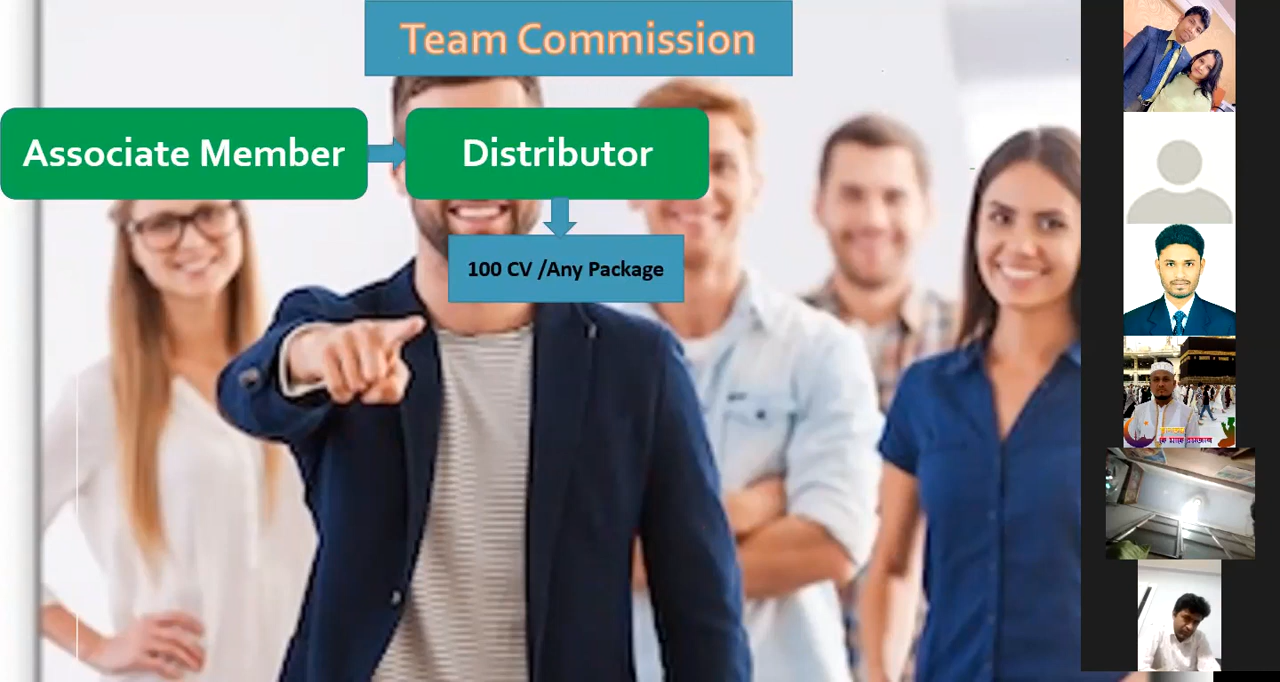 Team Commission
Associate Member
Distributor
100 CV /Any Package